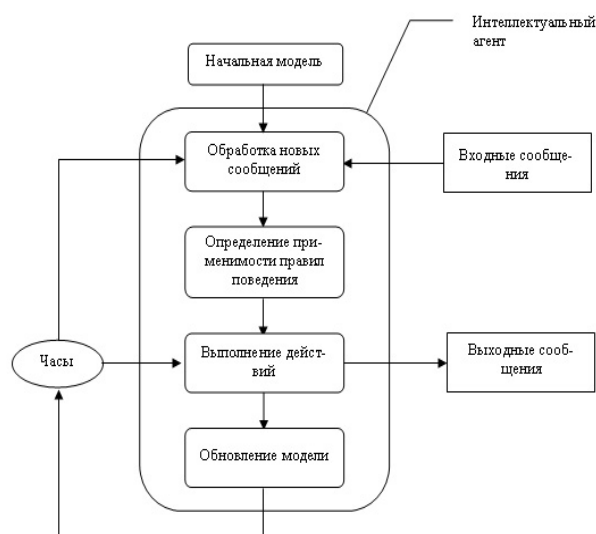 Интеллектуальный
агент
Начальная модель
Обработка новых
сообщений
Входные сообще-
ния
Определение при-
менимости правил
поведения
Часы
Выполнение дейст-
вий
Выходные сооб-
щения
Обновление модели